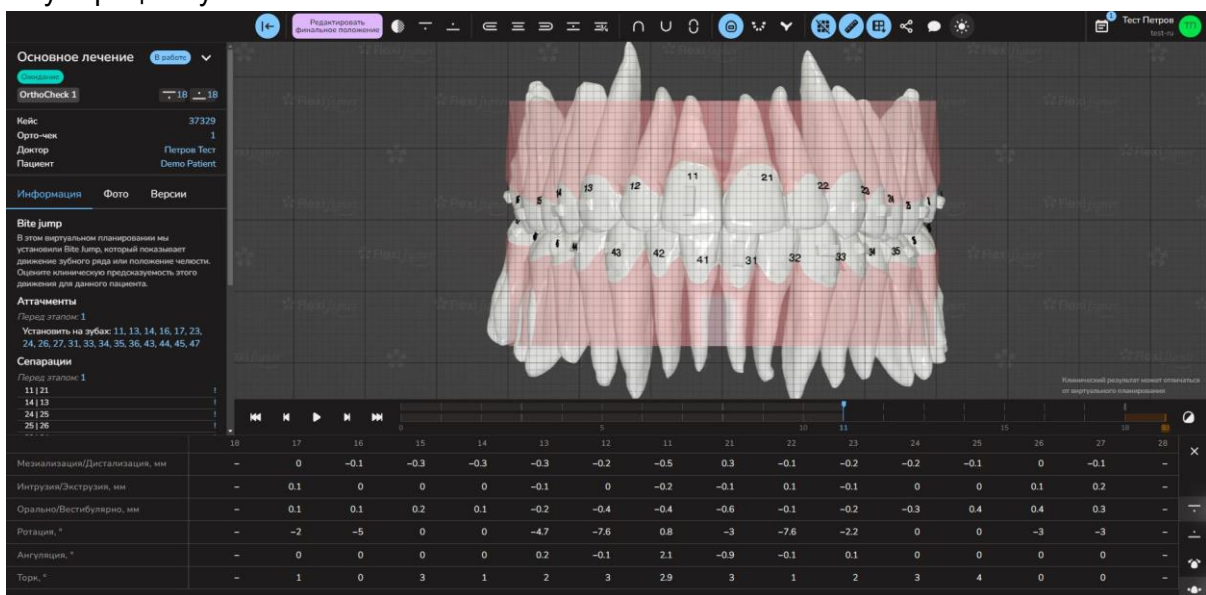 Редактировать
финальное положение
1
Тест Петров
test-ru
ТП
Основное лечение
В работе
Ожидание
OrthoCheck 1
18 18
Кейс 37329
Орто-чек 1
Доктор Петров Тест
Пациент Demo Patient
Информация Фото Версии
Bite jump
В этом виртуальном планировании мы
установили Bite Jump, который показывает
движение зубного ряда или положение челюсти.
Оцените клиническую предсказуемость этого
движения для данного пациента.
Аттачменты
Перед этапом: 1
Установить на зубах: 11, 13, 14, 16, 17, 23,
24, 26, 27, 31, 33, 34, 35, 36, 43, 44, 45, 47
Сепарации
Перед этапом: 1
11 | 21 !
14 | 13 !
24 | 25 !
25 | 26 !
13 12 11 21 22 23 24 25
43 42 41 31 32 33 34 35
Клинический результат может отличаться
от виртуального планирования
0 5 10 11 15 18
18 17 16 15 14 13 12 11 21 22 23 24 25 26 27 28
Мезиализация/Дистализация, мм – 0 –0.1 –0.3 –0.3 –0.3 –0.2 –0.5 0.3 –0.1 –0.2 –0.2 –0.1 0 –0.1 –
Интрузия/Экструзия, мм – 0.1 0 0 0 –0.1 0 –0.2 –0.1 0.1 –0.1 0 0 0.1 0.2 –
Орально/Вестибулярно, мм – 0.1 0.1 0.2 0.1 –0.2 –0.4 –0.4 –0.6 –0.1 –0.2 –0.3 0.4 0.4 0.3 –
Ротация, ° – –2 –5 0 0 –4.7 –7.6 0.8 –3 –7.6 –2.2 0 0 –3 –3 –
Ангуляция, ° – 0 0 0 0 0.2 –0.1 2.1 –0.9 –0.1 0.1 0 0 0 0 –
Торк, ° – 1 0 3 1 2 3 2.9 3 1 2 3 4 0 0 –